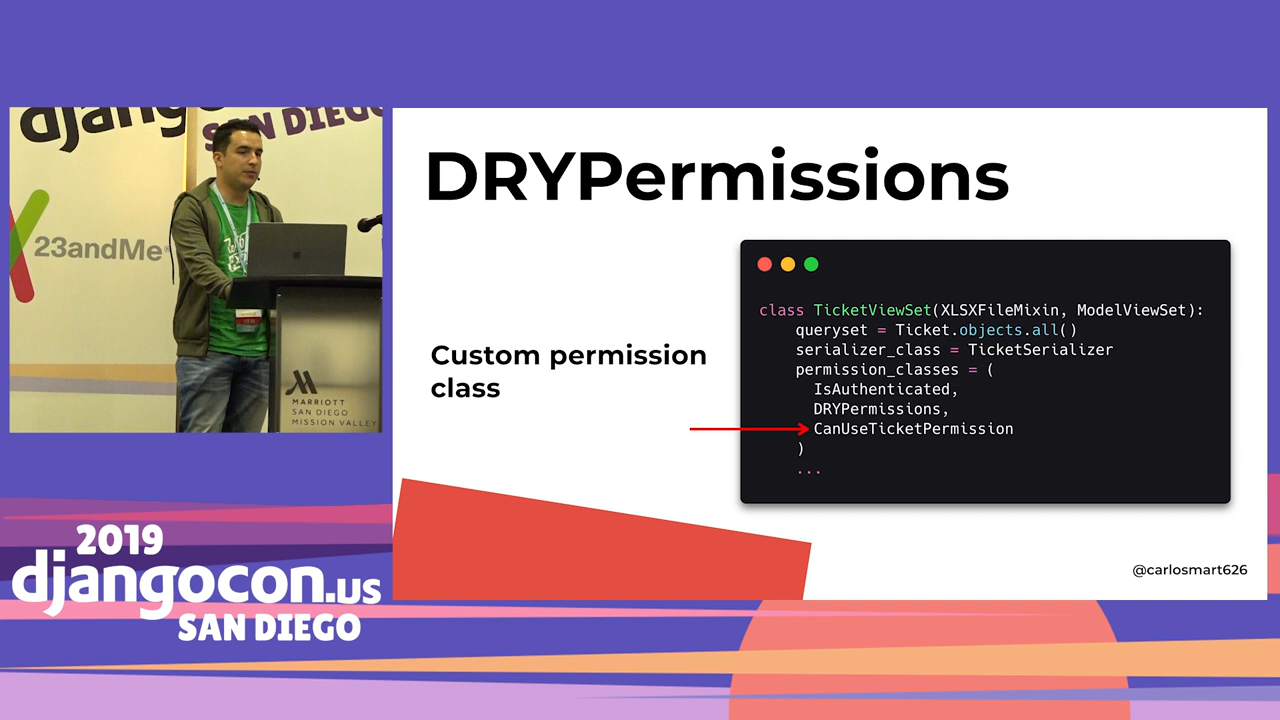 django
SAN DIEGO
23andMe
MARRIOTT
SAN DIEGO
MISSION VALLEY
2019
djangocon.us
SAN DIEGO
DRYPermissions
Custom permission
class
class TicketViewSet(XLSXFileMixin, ModelViewSet):
queryset = Ticket.objects.all()
serializer_class = TicketSerializer
permission_classes = (
IsAuthenticated,
DRYPermissions,
CanUseTicketPermission
)
...
@carlosmart626